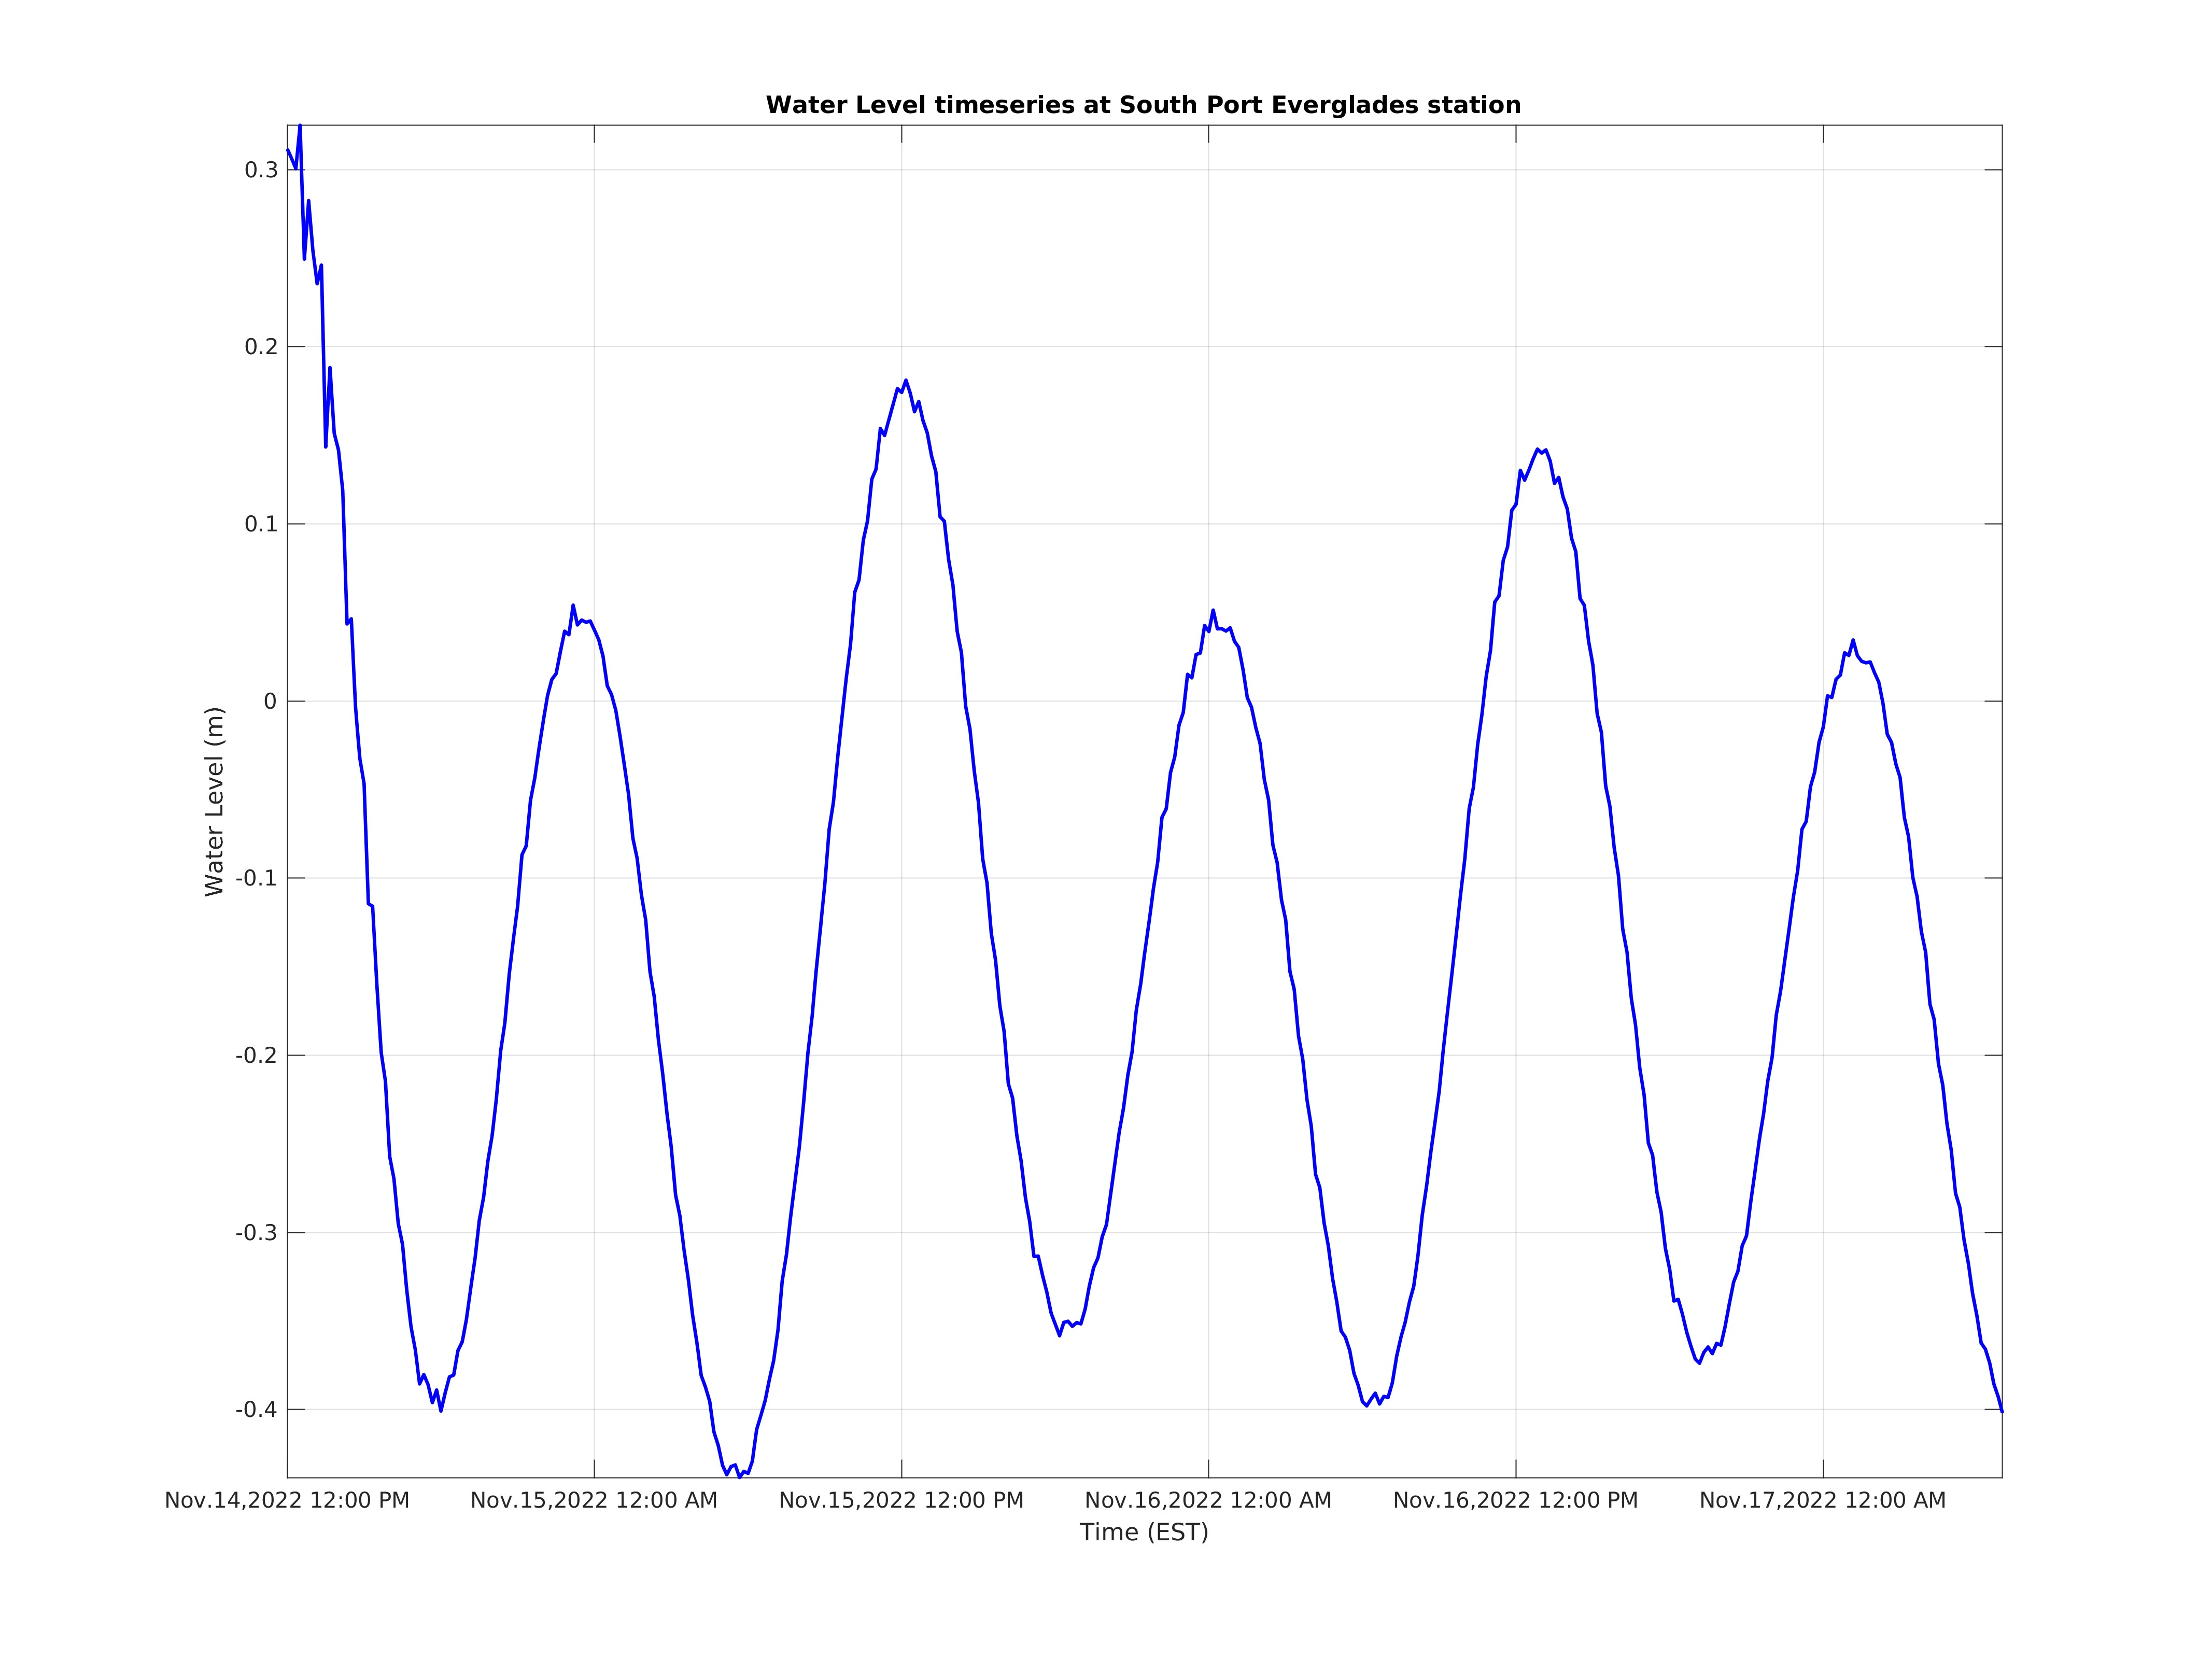 Water Level timeseries at South Port Everglades station
0.3
0.2
0.1
0
-0.1
-0.2
-0.3
-0.4
Water Level (m)
Nov.14,2022 12:00 PM
Nov.15,2022 12:00 AM
Nov.15,2022 12:00 PM
Nov.16,2022 12:00 AM
Nov.16,2022 12:00 PM
Nov.17,2022 12:00 AM
Time (EST)